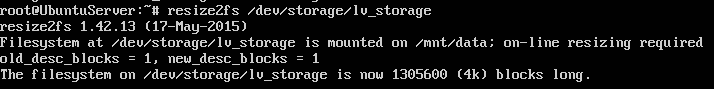 root@UbuntuServer:~# resize2fs /dev/storage/lv_storage
resize2fs 1.42.13 (17-May-2015)
Filesystem at /dev/storage/lv_storage is mounted on /mnt/data; on-line resizing required
old_desc_blocks = 1, new_desc_blocks = 1
The filesystem on /dev/storage/lv_storage is now 1305600 (4k) blocks long.